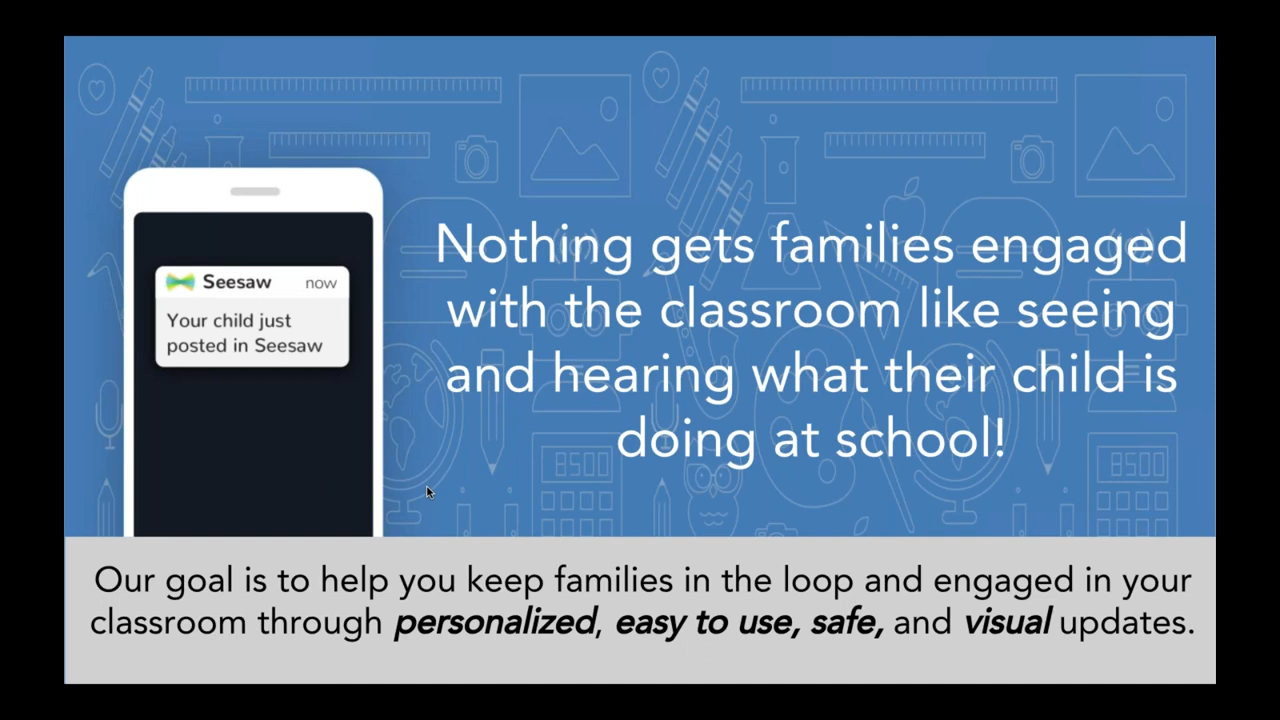 Seesaw now
Your child just
posted in Seesaw
Nothing gets families engaged
with the classroom like seeing
and hearing what their child is
doing at school!
8500
8500
Our goal is to help you keep families in the loop and engaged in your
classroom through personalized, easy to use, safe, and visual updates.